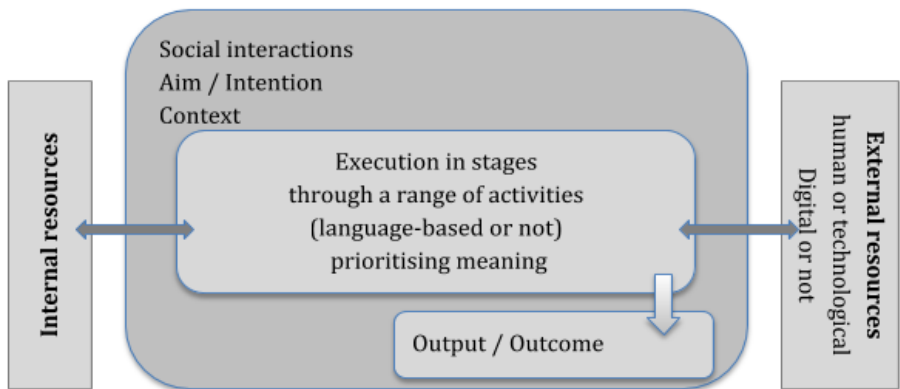 Internal resources
Social interactions
Aim / Intention
Context
Execution in stages
through a range of activities
(language-based or not)
prioritising meaning
Output / Outcome
External resources
human or technological
Digital or not